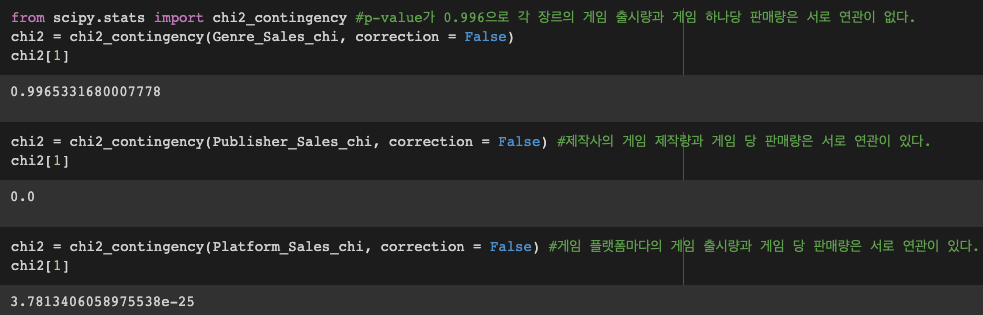 from scipy.stats import chi2_contingency #p-value가 0.996으로 각 장르의 게임 출시량과 게임 하나당 판매량은 서로 연관이 없다.
chi2 = chi2_contingency(Genre_Sales_chi, correction = False)
chi2[1]
0.9965331680007778
chi2 = chi2_contingency(Publisher_Sales_chi, correction = False) #제작사의 게임 제작량과 게임 당 판매량은 서로 연관이 있다.
chi2[1]
0.0
chi2 = chi2_contingency(Platform_Sales_chi, correction = False) #게임 플랫폼마다의 게임 출시량과 게임 당 판매량은 서로 연관이 있다.
chi2[1]
3.7813406058975538e-25